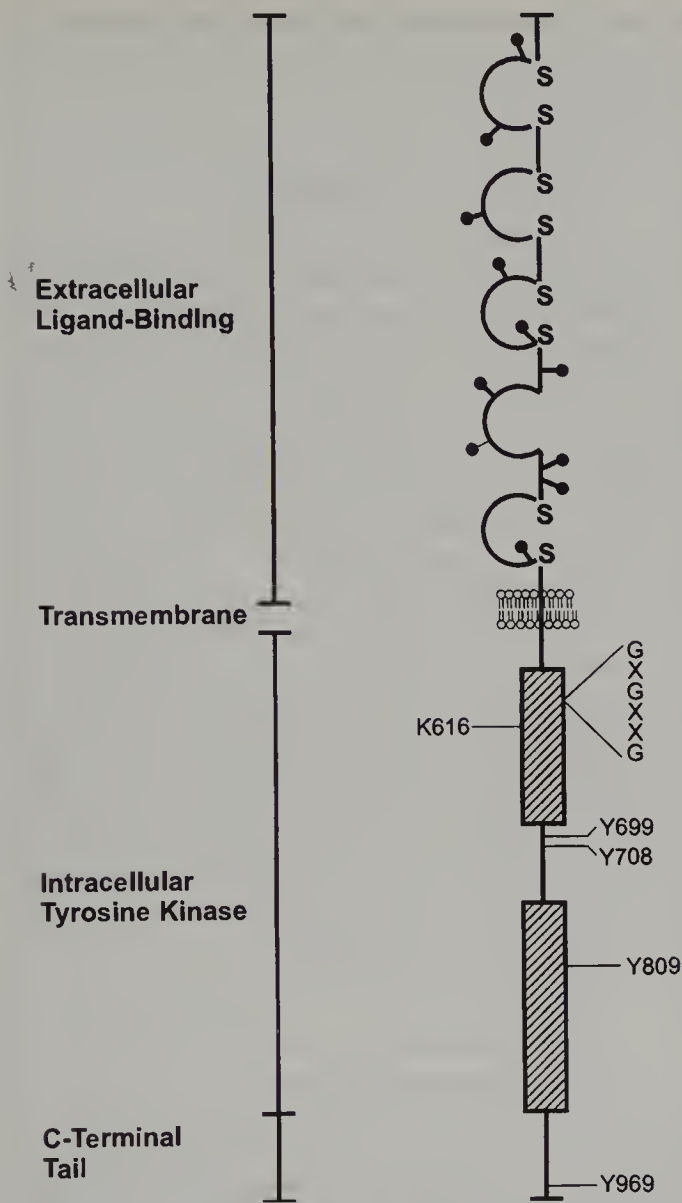 S
S
S
S
S
S
S
S
Extracellular
Ligand-Binding
Transmembrane
G
X
G
X
X
G
K616
Y699
Y708
Intracellular
Tyrosine Kinase
Y809
C-Terminal
Tail
Y969